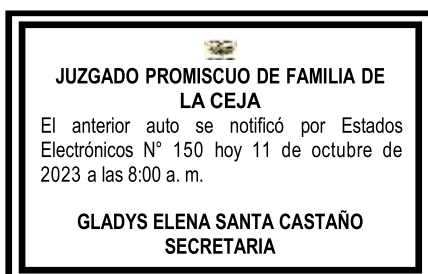 JUZGADO PROMISCUO DE FAMILIA DE
LA CEJA
El anterior auto se notificó por Estados
Electrónicos N° 150 hoy 11 de octubre de
2023 a las 8:00 a. m.
GLADYS ELENA SANTA CASTAÑO
SECRETARIA